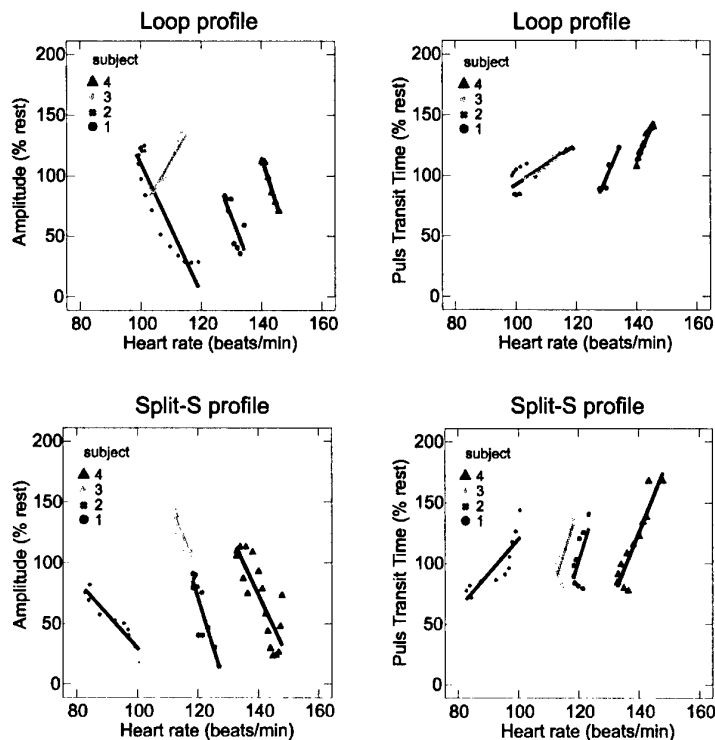 Loop profile
200
150
100
50
0
Amplitude (% rest)
subject
4
3
2
1
80 100 120 140 160
Heart rate (beats/min)
Loop profile
200
150
100
50
0
Puls Transit Time (% rest)
subject
4
3
2
1
80 100 120 140 160
Heart rate (beats/min)
Split-S profile
200
150
100
50
0
Amplitude (% rest)
subject
4
3
2
1
80 100 120 140 160
Heart rate (beats/min)
Split-S profile
200
150
100
50
0
Puls Transit Time (% rest)
subject
4
3
2
1
80 100 120 140 160
Heart rate (beats/min)